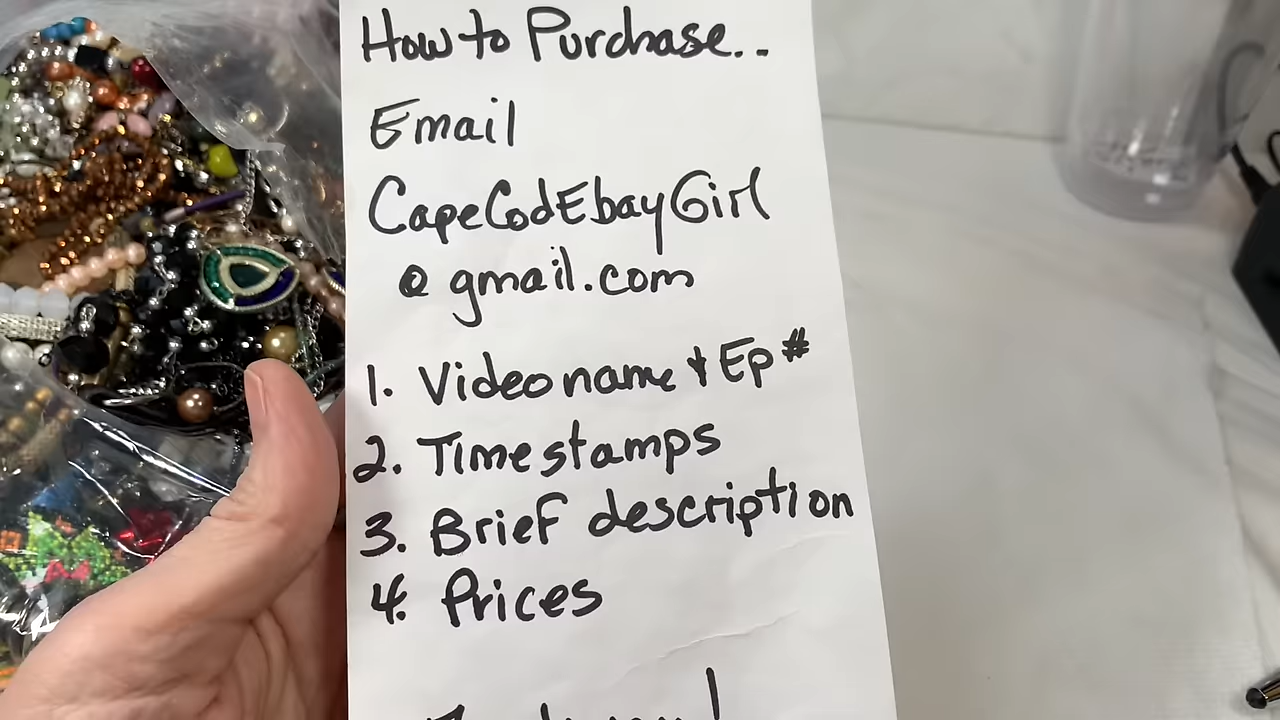 How to Purchase..
Email
CapeCodEbayGirl
@ gmail.com
1. Video name & Ep #
2. Timestamps
3. Brief description
4. Prices